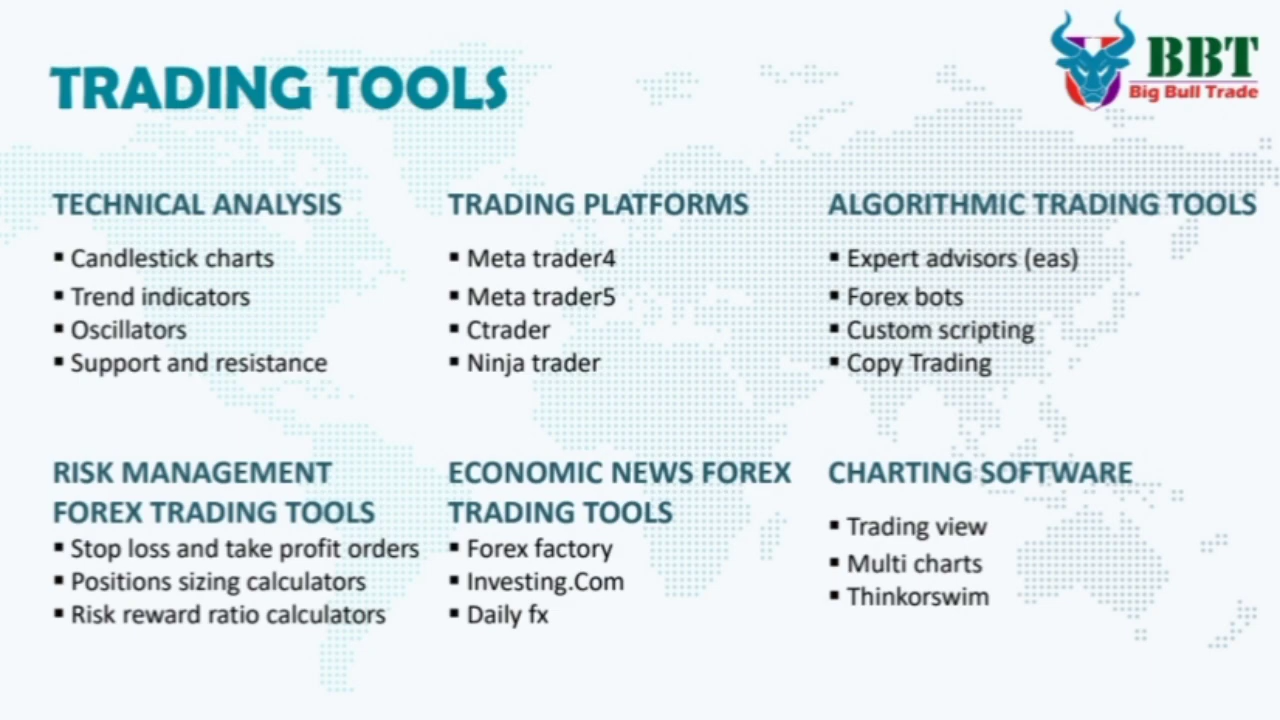 TRADING TOOLS
BBT
Big Bull Trade
TECHNICAL ANALYSIS
▪ Candlestick charts
▪ Trend indicators
▪ Oscillators
▪ Support and resistance
TRADING PLATFORMS
▪ Meta trader4
▪ Meta trader5
▪ Ctrader
▪ Ninja trader
ALGORITHMIC TRADING TOOLS
▪ Expert advisors (eas)
▪ Forex bots
▪ Custom scripting
▪ Copy Trading
RISK MANAGEMENT
FOREX TRADING TOOLS
▪ Stop loss and take profit orders
▪ Positions sizing calculators
▪ Risk reward ratio calculators
ECONOMIC NEWS FOREX
TRADING TOOLS
▪ Forex factory
▪ Investing.Com
▪ Daily fx
CHARTING SOFTWARE
▪ Trading view
▪ Multi charts
▪ Thinkorswim